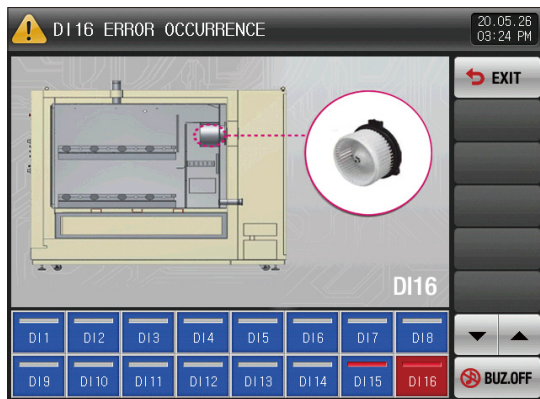 DI16 ERROR OCCURRENCE
20.05.26
03:24 PM
EXIT
DI16
DI1 DI2 DI3 DI4 DI5 DI6 DI7 DI8
DI9 DI10 DI11 DI12 DI13 DI14 DI15 DI16
BUZ.OFF